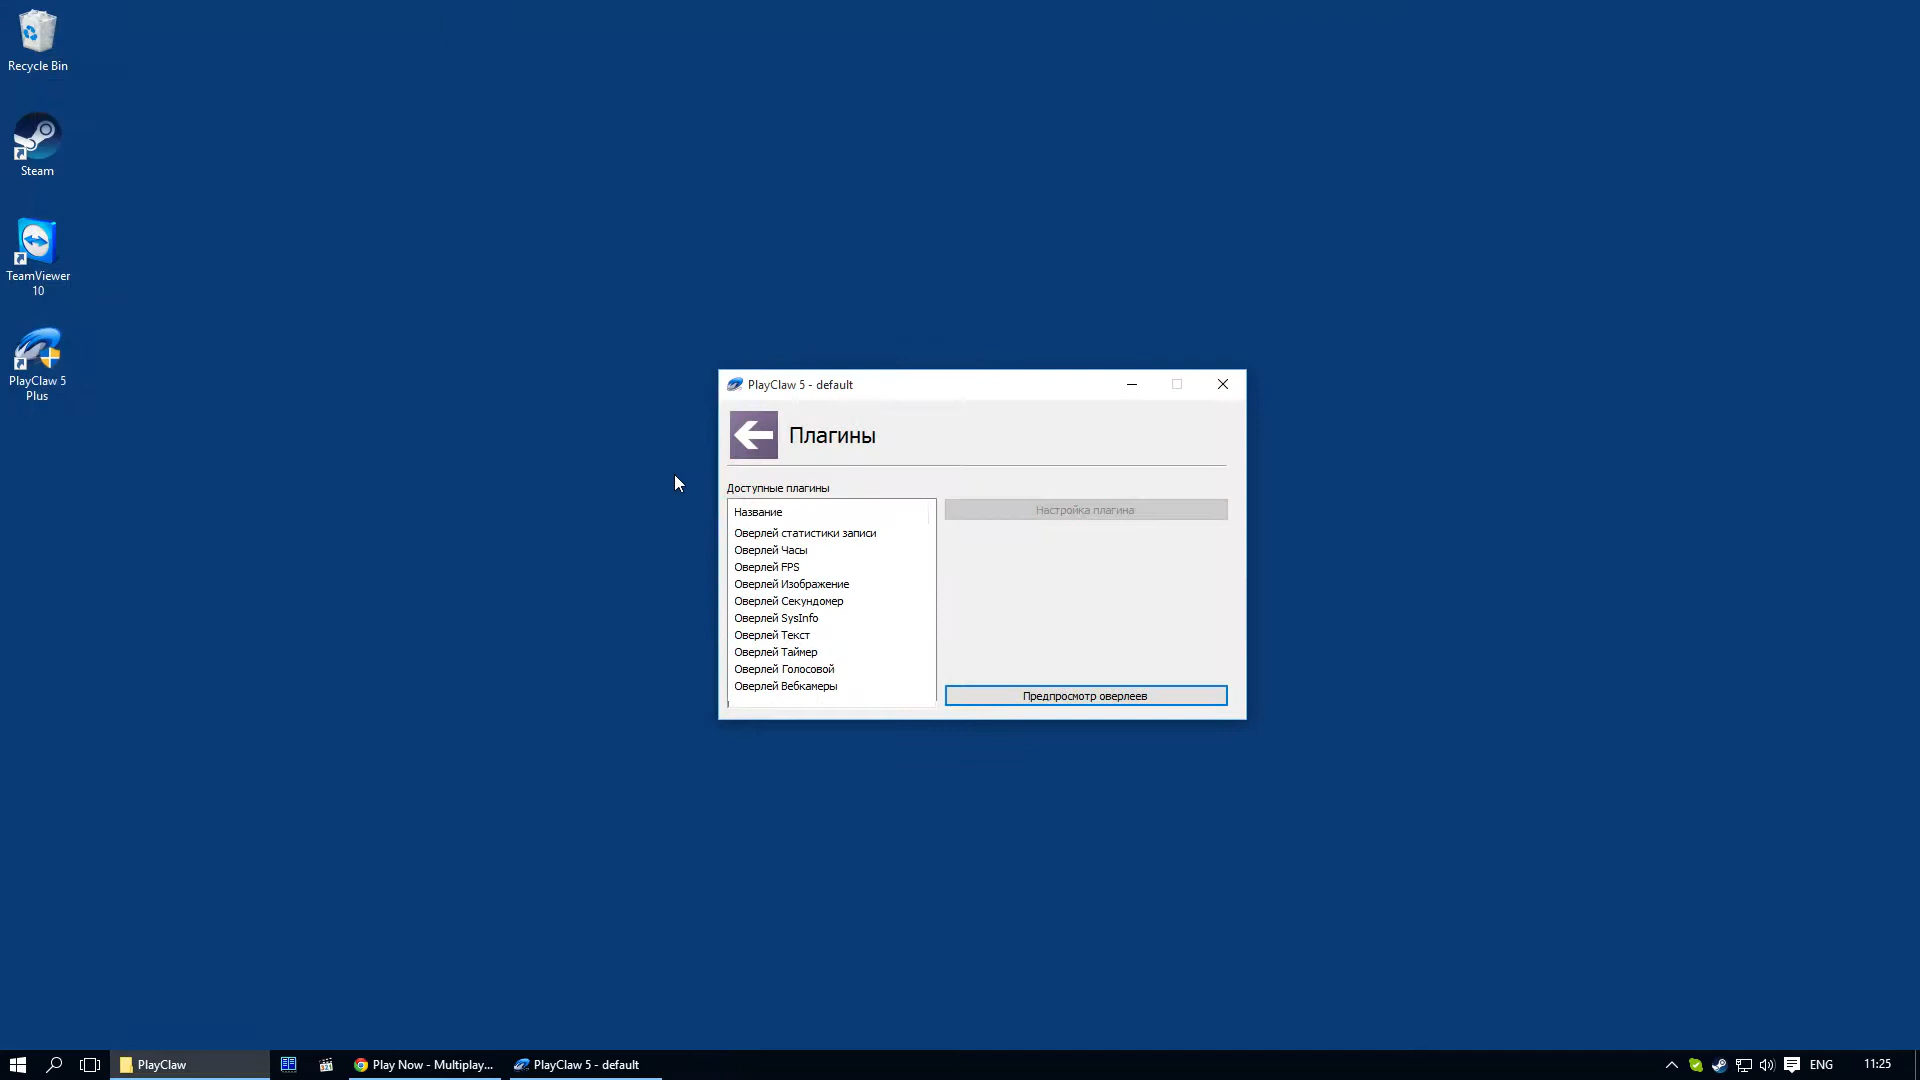 Recycle Bin
Steam
TeamViewer
10
PlayClaw 5
Plus
PlayClaw 5 - default
Плагины
Доступные плагины
Название
Настройка плагина
Оверлей статистики записи
Оверлей Часы
Оверлей FPS
Оверлей Изображение
Оверлей Секундомер
Оверлей SysInfo
Оверлей Текст
Оверлей Таймер
Оверлей Голосовой
Оверлей Вебкамеры
Предпросмотр оверлеев
PlayClaw
Play Now - Multiplay...
PlayClaw 5 - default
ENG
11:25